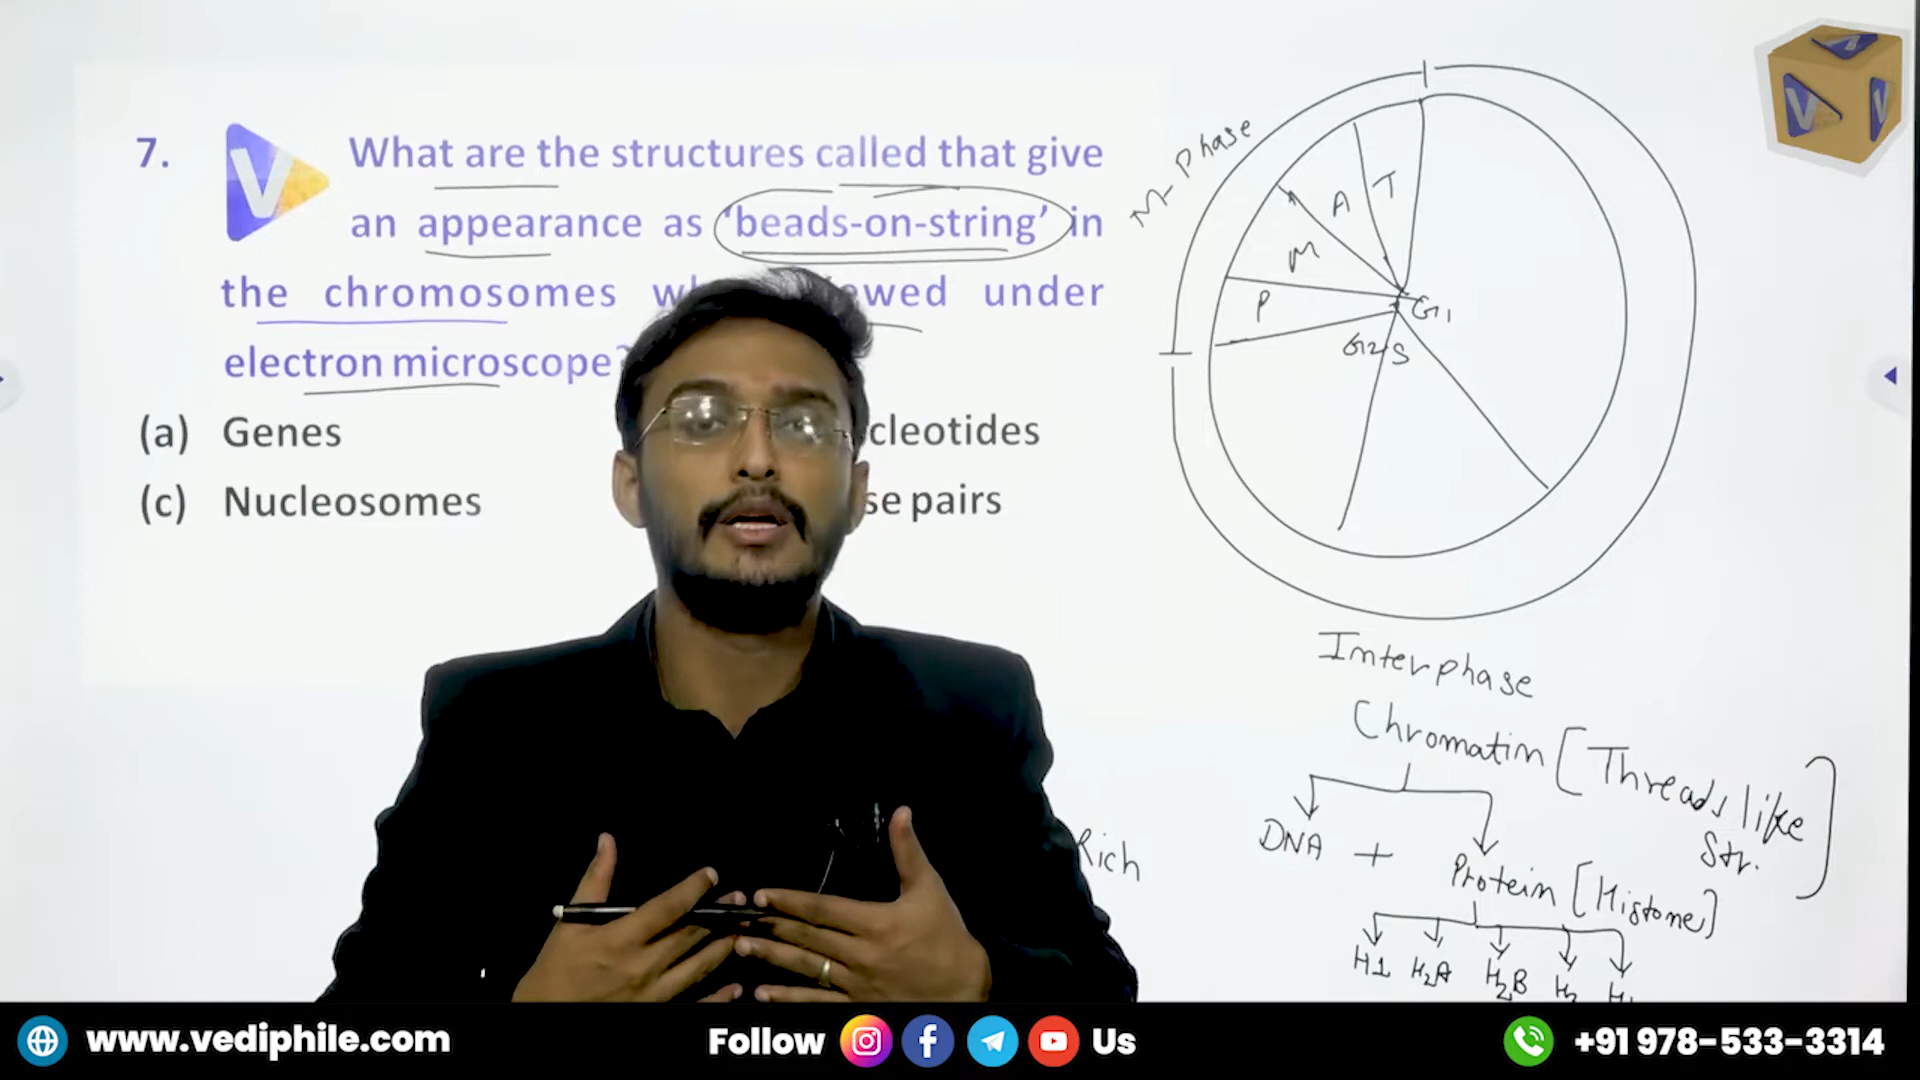 7. What are the structures called that give
an appearance as 'beads-on-string' in
the chromosomes viewed under
electron microscope?
(a) Genes
(c) Nucleosomes
pairs
M-Phase
A
T
M
P
G1
G2
S
Interphase
Chromatin [Threads like
Str.]
DNA + Protein [Histone]
H1 H2A H2B
Rich
www.vediphile.com
Follow Us
+91 978-533-3314